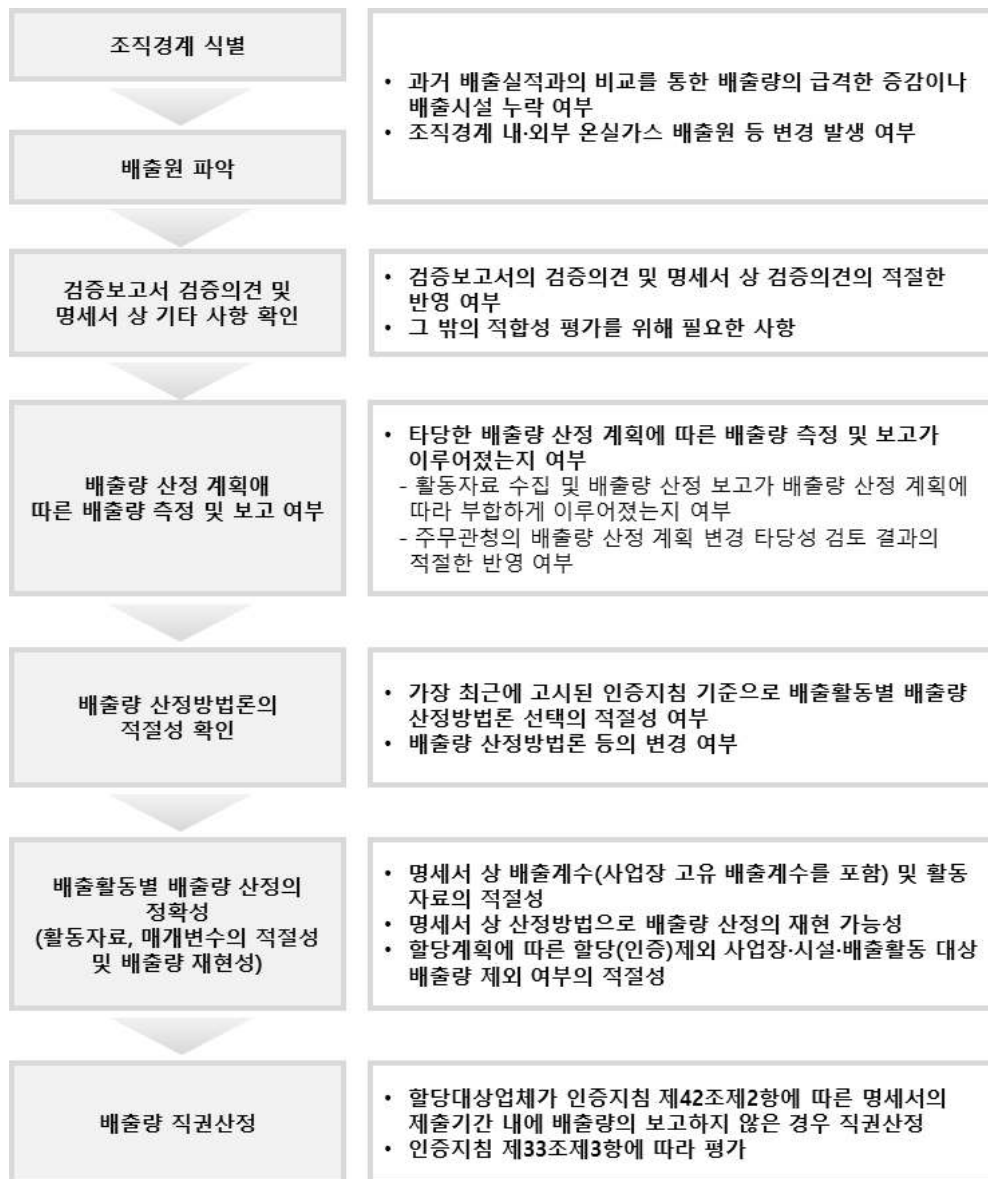 조직경계 식별
배출원 파악
• 과거 배출실적과의 비교를 통한 배출량의 급격한 증감이나
배출시설 누락 여부
• 조직경계 내·외부 온실가스 배출원 등 변경 발생 여부
검증보고서 검증의견 및
명세서 상 기타 사항 확인
• 검증보고서의 검증의견 및 명세서 상 검증의견의 적절한
반영 여부
• 그 밖의 적합성 평가를 위해 필요한 사항
배출량 산정 계획애
따른 배출량 측정 및 보고 여부
• 타당한 배출량 산정 계획에 따른 배출량 측정 및 보고가
이루어졌는지 여부
- 활동자료 수집 및 배출량 산정 보고가 배출량 산정 계획에
따라 부합하게 이루어졌는지 여부
- 주무관청의 배출량 산정 계획 변경 타당성 검토 결과의
적절한 반영 여부
배출량 산정방법론의
적절성 확인
• 가장 최근에 고시된 인증지침 기준으로 배출활동별 배출량
산정방법론 선택의 적절성 여부
• 배출량 산정방법론 등의 변경 여부
배출활동별 배출량 산정의
정확성
(활동자료, 매개변수의 적절성
및 배출량 재현성)
• 명세서 상 배출계수(사업장 고유 배출계수를 포함) 및 활동
자료의 적절성
• 명세서 상 산정방법으로 배출량 산정의 재현 가능성
• 할당계획에 따른 할당(인증)제외 사업장·시설·배출활동 대상
배출량 제외 여부의 적절성
배출량 직권산정
• 할당대상업체가 인증지침 제42조제2항에 따른 명세서의
제출기간 내에 배출량의 보고하지 않은 경우 직권산정
• 인증지침 제33조제3항에 따라 평가